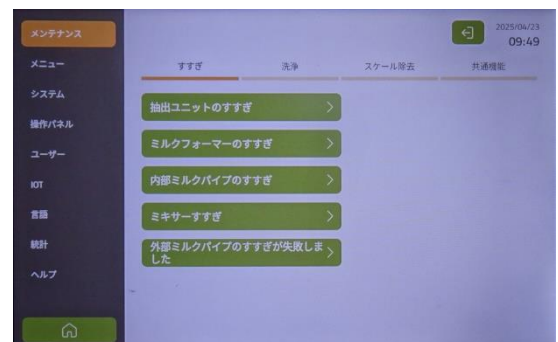 メンテナンス
メニュー
システム
操作パネル
ユーザー
IOT
言語
統計
ヘルプ
2025/04/23
09:49
すすぎ
洗浄
スケール除去
共通機能
抽出ユニットのすすぎ
ミルクフォーマーのすすぎ
内部ミルクパイプのすすぎ
ミキサーすすぎ
外部ミルクパイプのすすぎが失敗しま
した